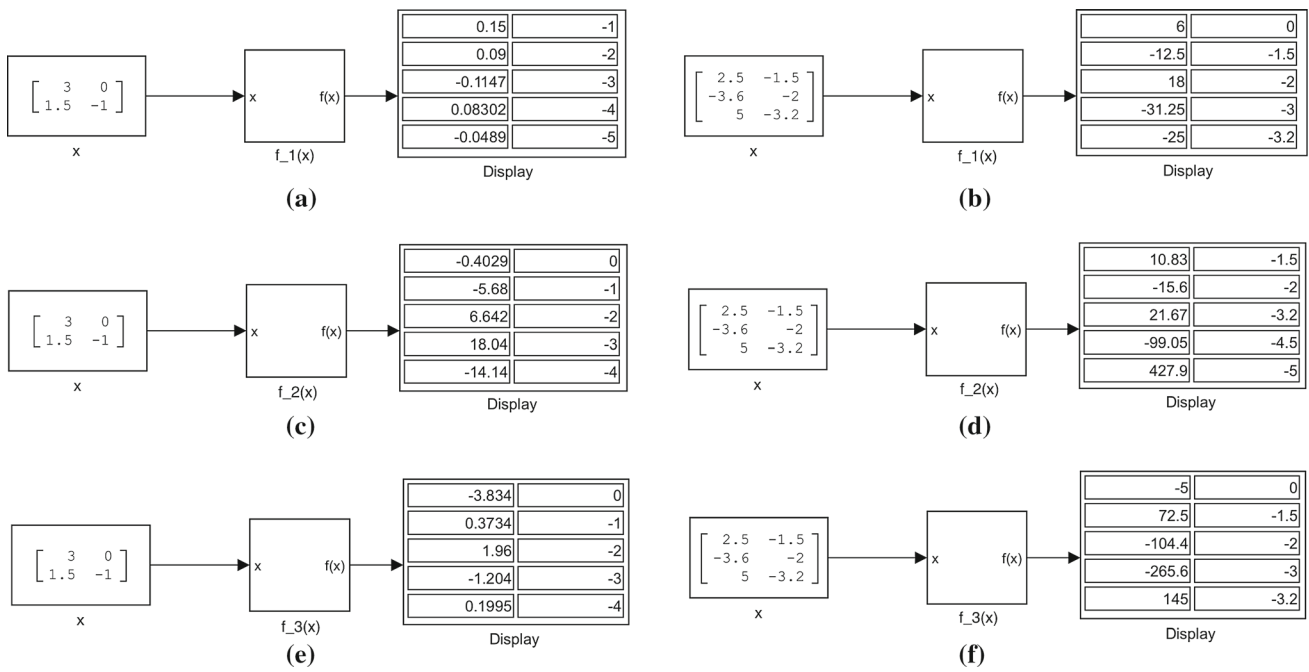 0.15 -1
0.09 -2
-0.1147 -3
0.08302 -4
-0.0489 -5
3 0
1.5 -1
x
x f(x)
f_1(x)
Display
(a)
6 0
-12.5 -1.5
18 -2
-31.25 -3
-25 -3.2
2.5 -1.5
-3.6 -2
5 -3.2
x
x f(x)
f_1(x)
Display
(b)
-0.4029 0
-5.68 -1
6.642 -2
18.04 -3
-14.14 -4
3 0
1.5 -1
x
x f(x)
f_2(x)
Display
(c)
10.83 -1.5
-15.6 -2
21.67 -3.2
-99.05 -4.5
427.9 -5
2.5 -1.5
-3.6 -2
5 -3.2
x
x f(x)
f_2(x)
Display
(d)
-3.834 0
0.3734 -1
1.96 -2
-1.204 -3
0.1995 -4
3 0
1.5 -1
x
x f(x)
f_3(x)
Display
(e)
-5 0
72.5 -1.5
-104.4 -2
-265.6 -3
145 -3.2
2.5 -1.5
-3.6 -2
5 -3.2
x
x f(x)
f_3(x)
Display
(f)